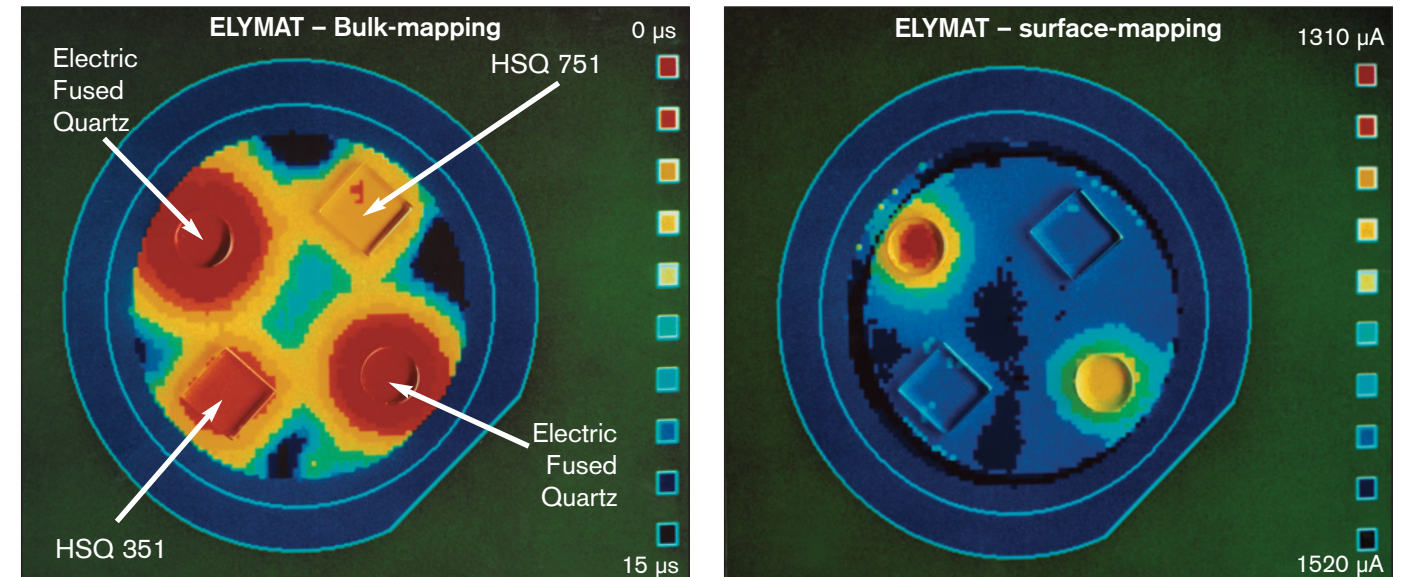 ELYMAT – Bulk-mapping
0 µs
Electric
Fused
Quartz
HSQ 751
Electric
Fused
Quartz
HSQ 351
15 µs
ELYMAT – surface-mapping
1310 µA
1520 µA